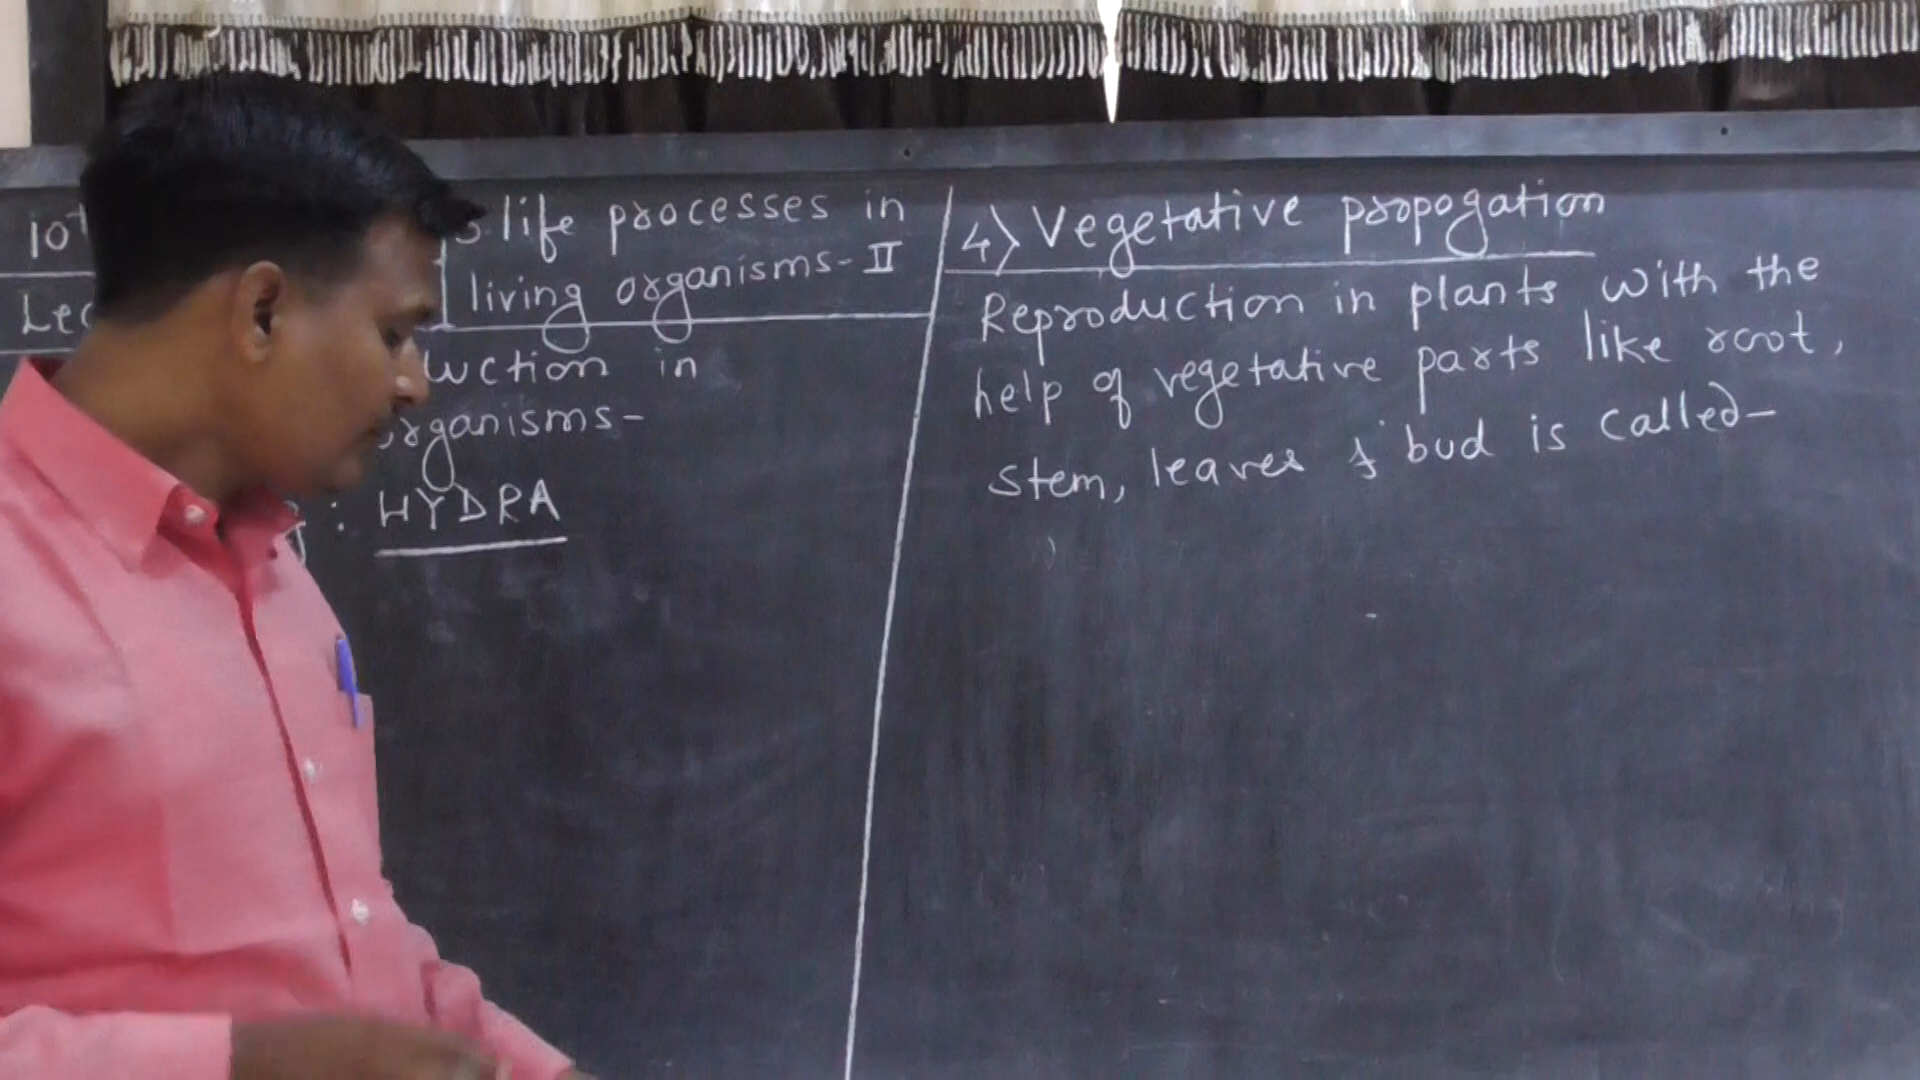 10
life processes in
living organisms-II
uction in
organisms-
: HYDRA
4) Vegetative propogation
Reproduction in plants with the
help of vegetative parts like root,
stem, leaves & bud is called-